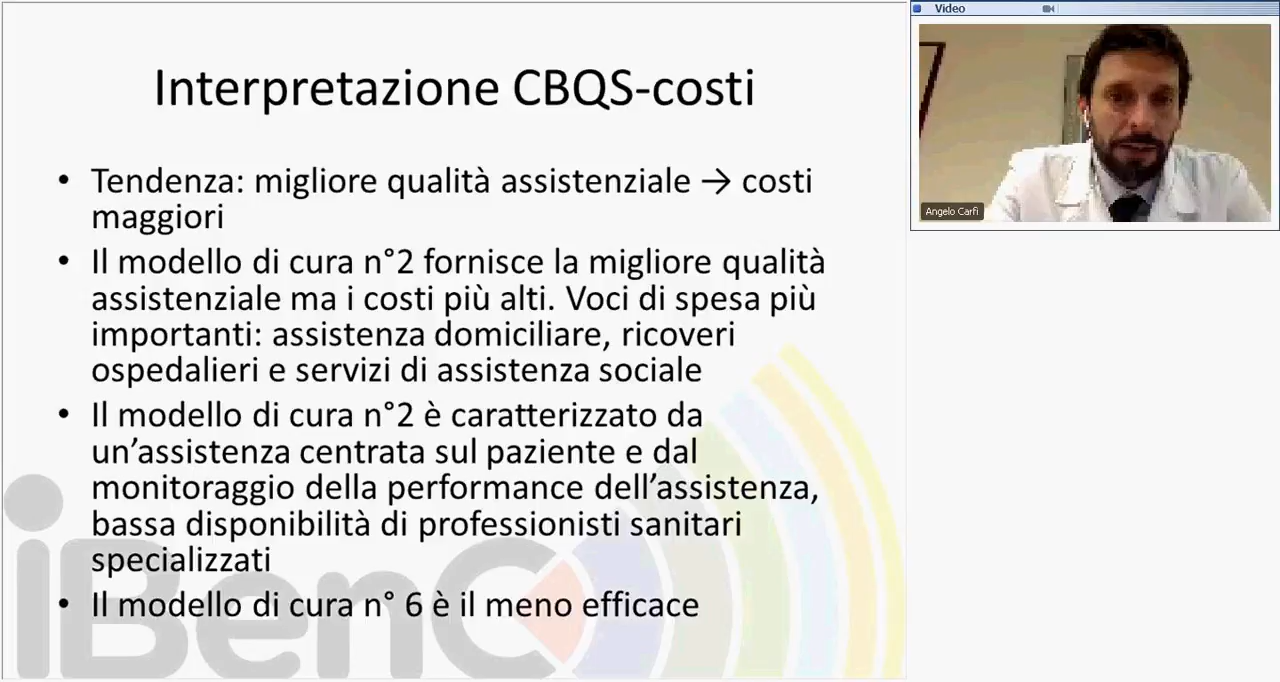 Interpretazione CBQS-costi
• Tendenza: migliore qualità assistenziale → costi
maggiori
• Il modello di cura n°2 fornisce la migliore qualità
assistenziale ma i costi più alti. Voci di spesa più
importanti: assistenza domiciliare, ricoveri
ospedalieri e servizi di assistenza sociale
• Il modello di cura n°2 è caratterizzato da
un’assistenza centrata sul paziente e dal
monitoraggio della performance dell’assistenza,
bassa disponibilità di professionisti sanitari
specializzati
• Il modello di cura n° 6 è il meno efficace
iBenC
Video
Angelo Carfi